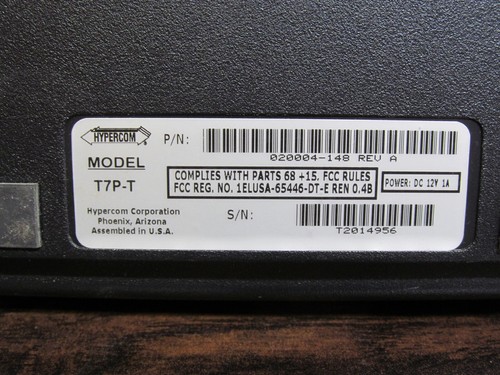 HYPERCOM
P/N:
020004-148 REV A
MODEL
T7P-T
COMPLIES WITH PARTS 68 +15. FCC RULES
FCC REG. NO. 1ELUSA-65446-DT-E REN 0.4B
POWER: DC 12V 1A
Hypercom Corporation
Phoenix, Arizona
Assembled in U.S.A.
S/N:
T2014956